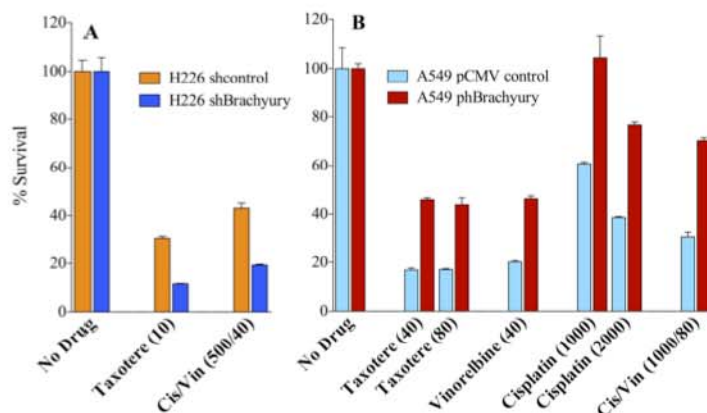 A
B
H226 shcontrol
H226 shBrachyury
A549 pCMV control
A549 phBrachyury
% Survival
120
100
80
60
40
20
0
120
100
80
60
40
20
0
No Drug
Taxotere (10)
Cis/Vin (500/40)
No Drug
Taxotere (40)
Taxotere (80)
Vinorelbine (40)
Cisplatin (1000)
Cisplatin (2000)
Cis/Vin (1000/80)